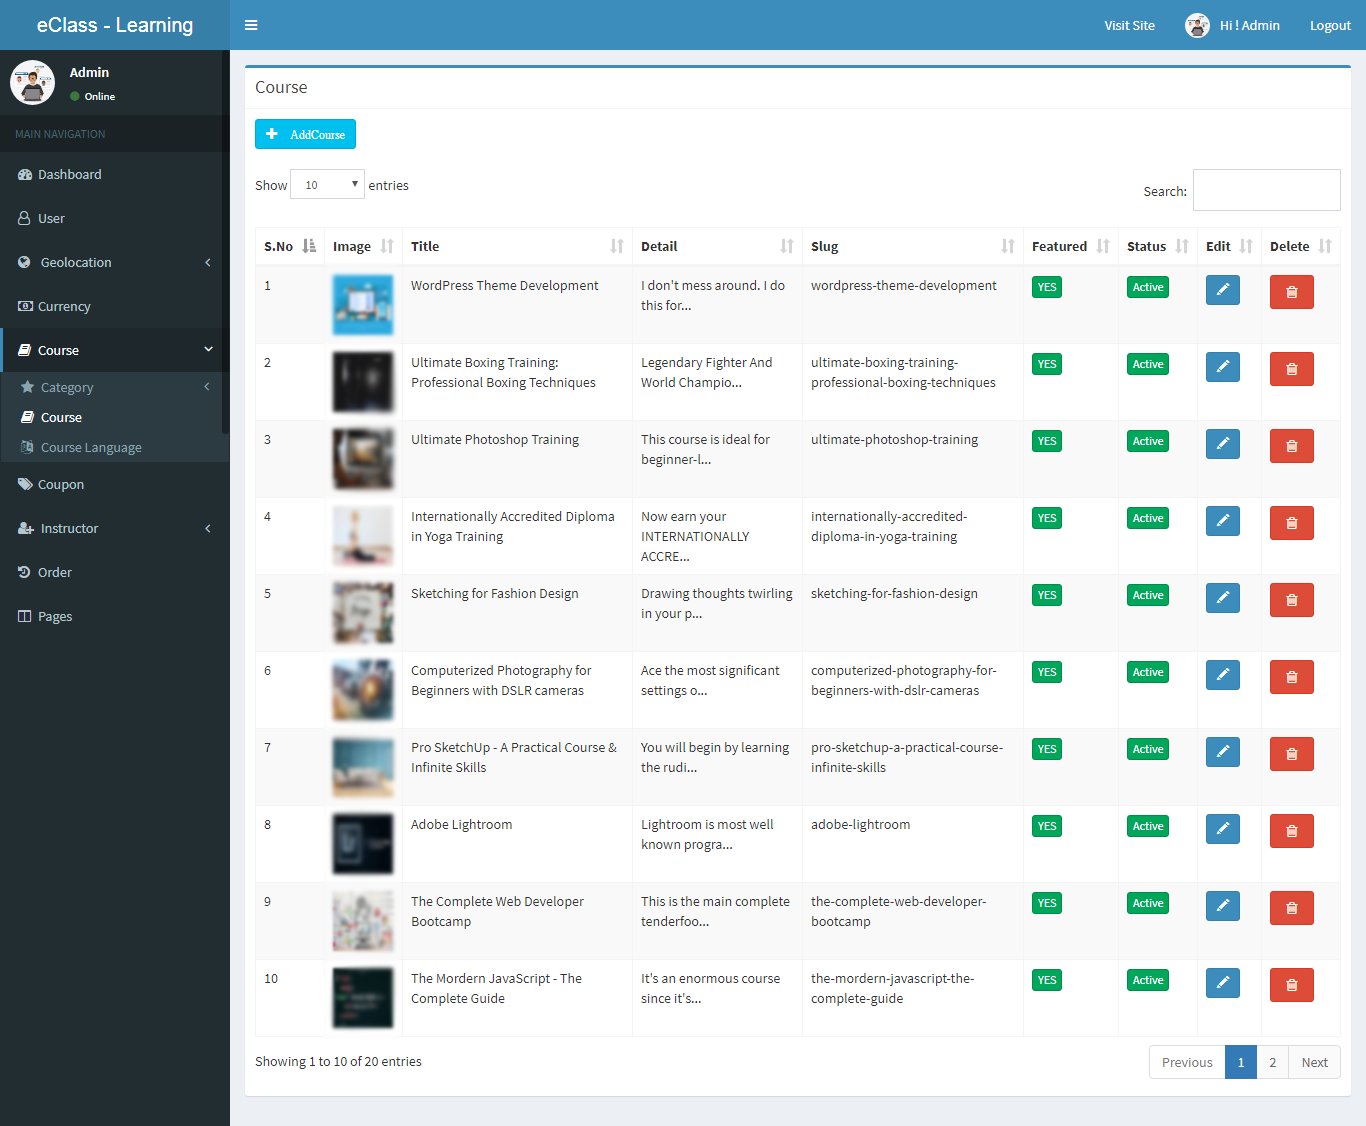 eClass - Learning
Visit Site
Hi ! Admin
Logout
Admin
Online
MAIN NAVIGATION
Dashboard
User
Geolocation
Currency
Course
Category
Course
Course Language
Coupon
Instructor
Order
Pages
Course
AddCourse
Show 10 entries
Search:
S.No Image Title Detail Slug Featured Status Edit Delete
1 WordPress Theme Development I don't mess around. I do wordpress-theme-development YES Active
this for...
2 Ultimate Boxing Training: Legendary Fighter And ultimate-boxing-training- YES Active
Professional Boxing Techniques World Champio... professional-boxing-techniques
3 Ultimate Photoshop Training This course is ideal for ultimate-photoshop-training YES Active
beginner-l...
4 Internationally Accredited Diploma Now earn your internationally-accredited- YES Active
in Yoga Training INTERNATIONALLY diploma-in-yoga-training
ACCRE...
5 Sketching for Fashion Design Drawing thoughts twirling sketching-for-fashion-design YES Active
in your p...
6 Computerized Photography for Ace the most significant computerized-photography-for- YES Active
Beginners with DSLR cameras settings o... beginners-with-dslr-cameras
7 Pro SketchUp - A Practical Course & You will begin by learning pro-sketchup-a-practical-course- YES Active
Infinite Skills the rudi... infinite-skills
8 Adobe Lightroom Lightroom is most well adobe-lightroom YES Active
known progra...
9 The Complete Web Developer This is the main complete the-complete-web-developer- YES Active
Bootcamp tenderfoo... bootcamp
10 The Mordern JavaScript - The It's an enormous course the-mordern-javascript-the- YES Active
Complete Guide since it's... complete-guide
Showing 1 to 10 of 20 entries
Previous 1 2 Next